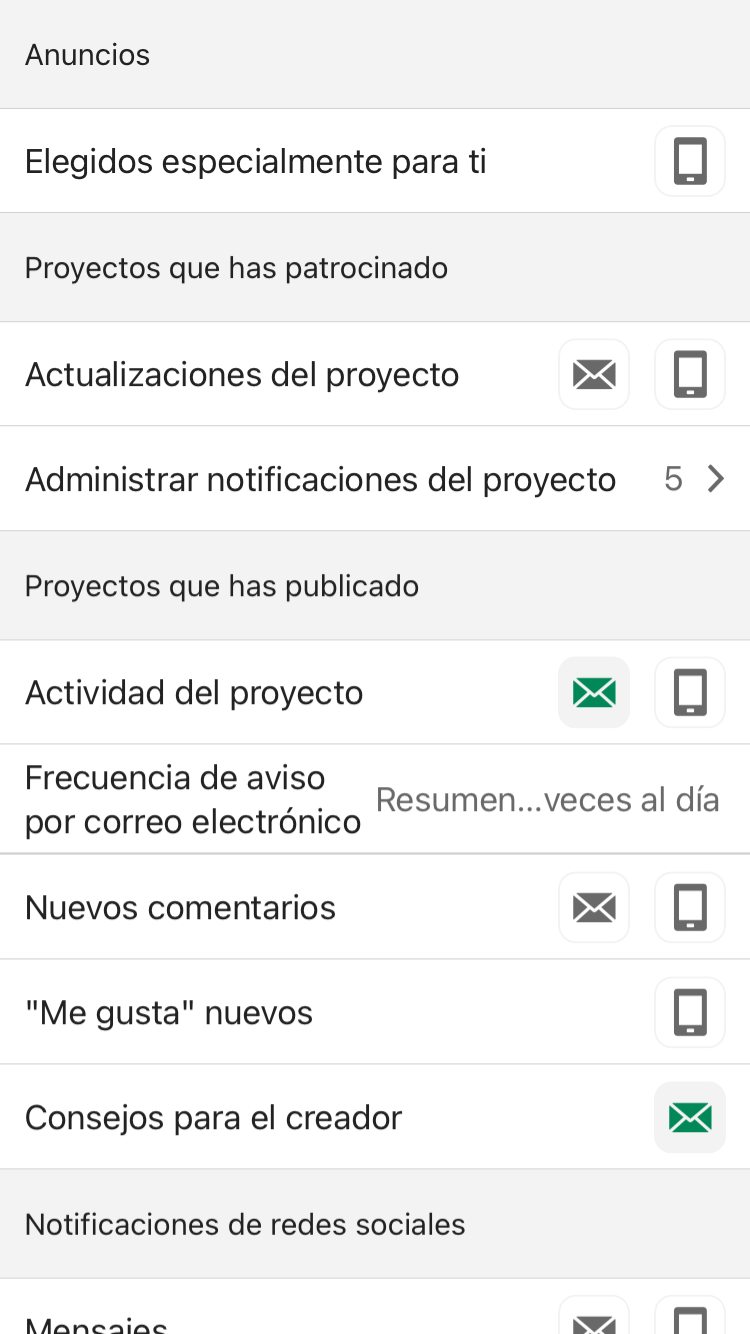 Anuncios
Elegidos especialmente para ti
Proyectos que has patrocinado
Actualizaciones del proyecto
Administrar notificaciones del proyecto 5
Proyectos que has publicado
Actividad del proyecto
Frecuencia de aviso
por correo electrónico
Resumen...veces al día
Nuevos comentarios
"Me gusta" nuevos
Consejos para el creador
Notificaciones de redes sociales
Mensajes